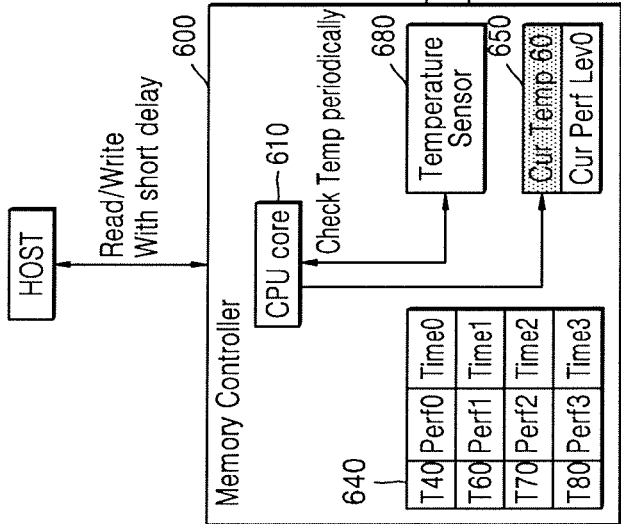 HOST
Read/Write
With short delay
600
Memory Controller
CPU core
610
Check Temp periodically
680
Temperature
Sensor
650
Cur Temp 60
Cur Perf Lev0
640
T40 Perf0 Time0
T60 Perf1 Time1
T70 Perf2 Time2
T80 Perf3 Time3